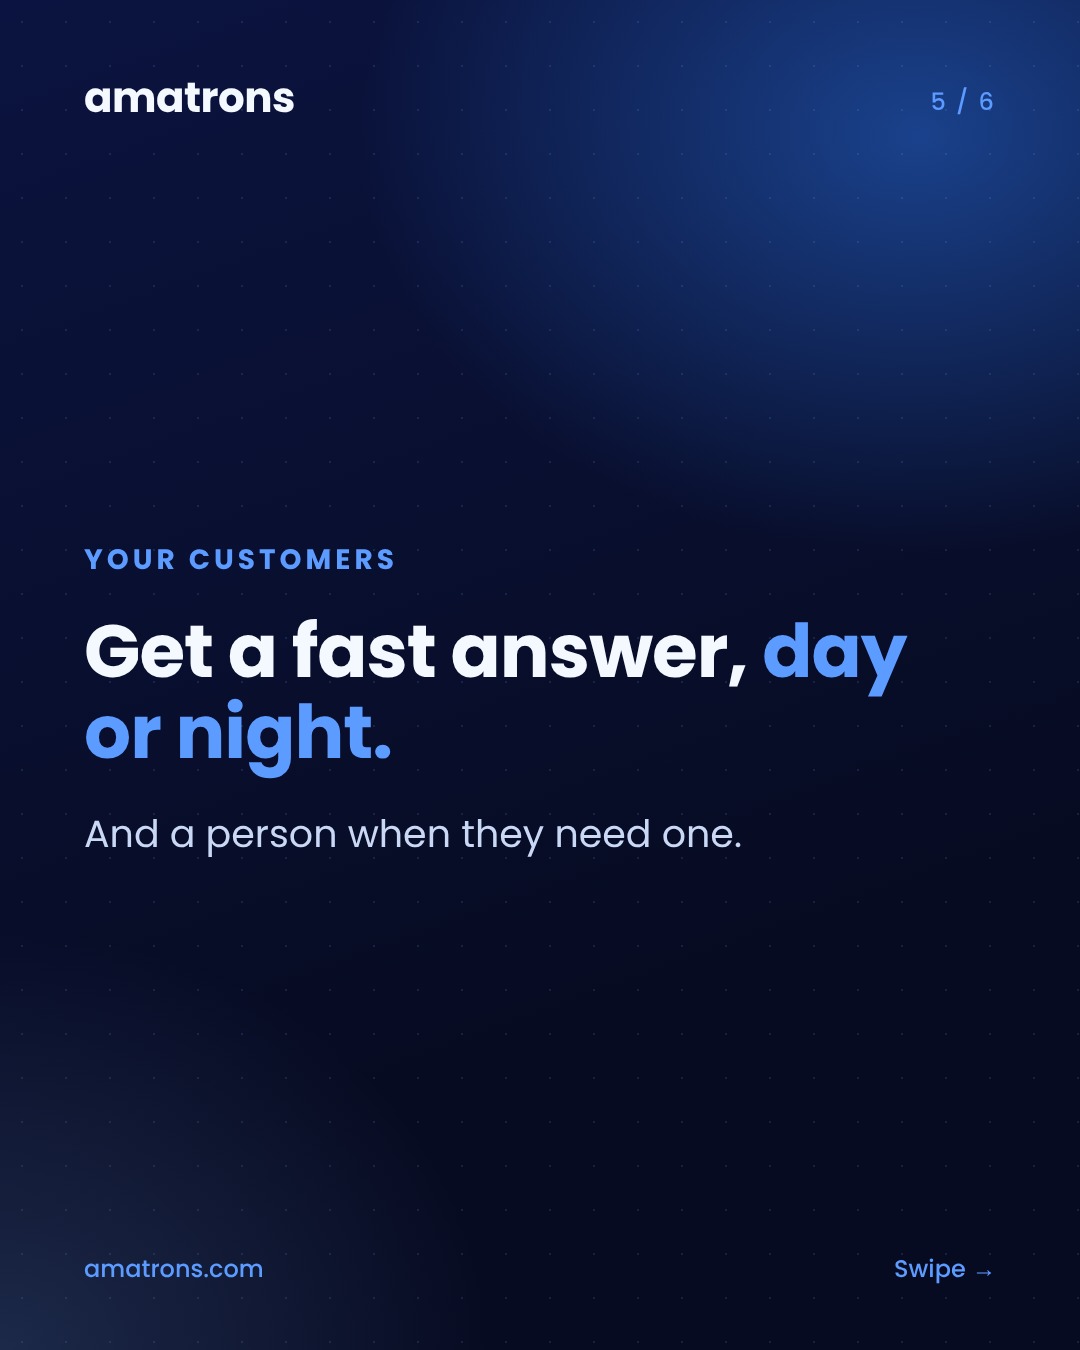 amatrons
5 / 6
YOUR CUSTOMERS
Get a fast answer, day
or night.
And a person when they need one.
amatrons.com
Swipe →